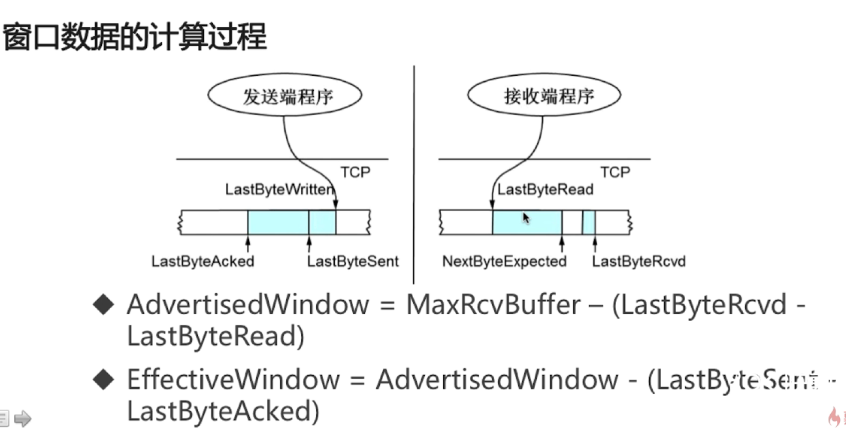 窗口数据的计算过程
发送端程序
接收端程序
TCP
TCP
LastByteWritten
LastByteRead
LastByteAcked
LastByteSent
NextByteExpected
LastByteRcvd
◆ AdvertisedWindow = MaxRcvBuffer – (LastByteRcvd -
LastByteRead)
◆ EffectiveWindow = AdvertisedWindow - (LastByteSent -
LastByteAcked)